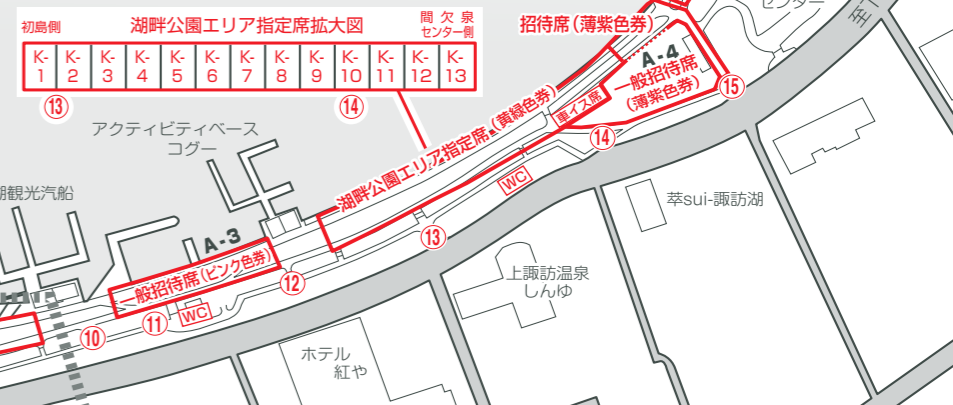 初島側
湖畔公園エリア指定席拡大図
間欠泉
センター側
K-1
K-2
K-3
K-4
K-5
K-6
K-7
K-8
K-9
K-10
K-11
K-12
K-13
⑬
⑭
招待席(薄紫色券)
A-4
一般招待席
(薄紫色券)
⑮
車イス席
⑭
湖畔公園エリア指定席(黄緑色券)
アクティビティベース
コグー
観光汽船
WC
萃sui-諏訪湖
⑬
A-3
一般招待席(ピンク色券)
⑫
上諏訪温泉
しんゆ
⑪
WC
⑩
ホテル
紅や